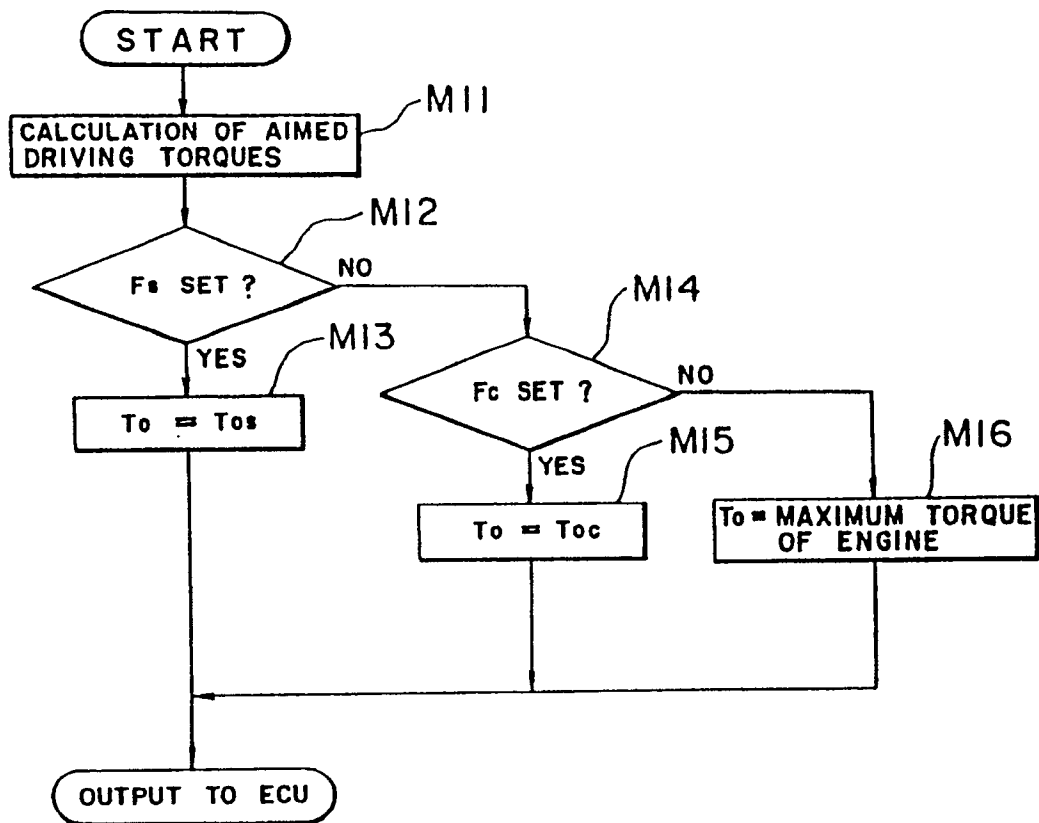 START
M11
CALCULATION OF AIMED
DRIVING TORQUES
M12
Fs SET ?
NO
M14
YES
M13
Fc SET ?
NO
To = Tos
YES
M15
M16
To = Toc
To = MAXIMUM TORQUE
OF ENGINE
OUTPUT TO ECU